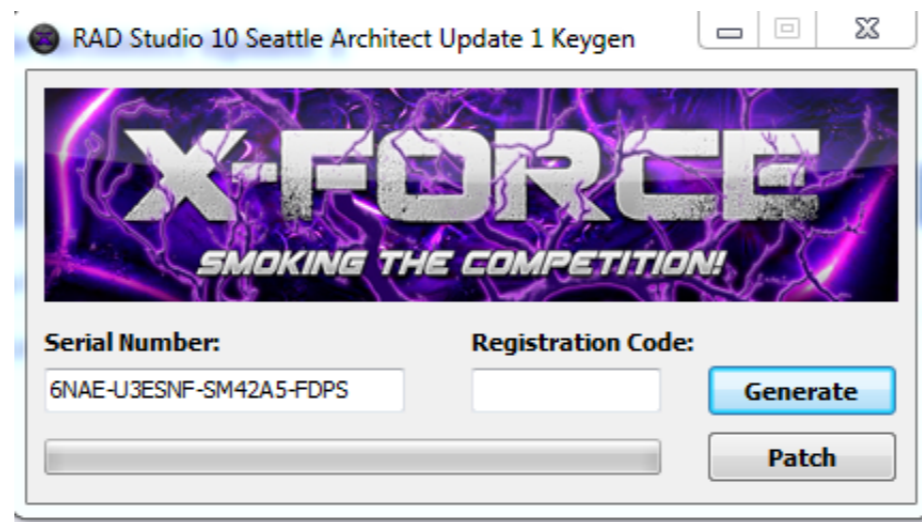 RAD Studio 10 Seattle Architect Update 1 Keygen
X-FORCE
SMOKING THE COMPETITION!
Serial Number:
Registration Code:
6NAE-U3ESNF-SM42A5-FDPS
Generate
Patch